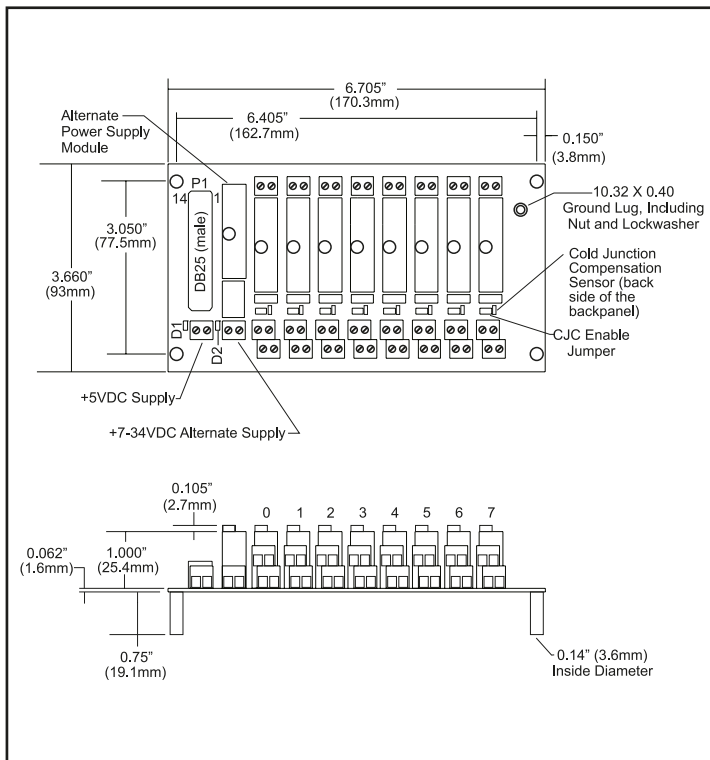 6.705"
(170.3mm)
6.405"
(162.7mm)
0.150"
(3.8mm)
Alternate
Power Supply
Module
P1
14 1
DB25 (male)
10.32 X 0.40
Ground Lug, Including
Nut and Lockwasher
3.050"
(77.5mm)
3.660"
(93mm)
Cold Junction
Compensation
Sensor (back
side of the
backpanel)
CJC Enable
Jumper
D1
D2
+5VDC Supply
+7-34VDC Alternate Supply
0.105"
(2.7mm)
0 1 2 3 4 5 6 7
0.062"
(1.6mm)
1.000"
(25.4mm)
0.75"
(19.1mm)
0.14" (3.6mm)
Inside Diameter